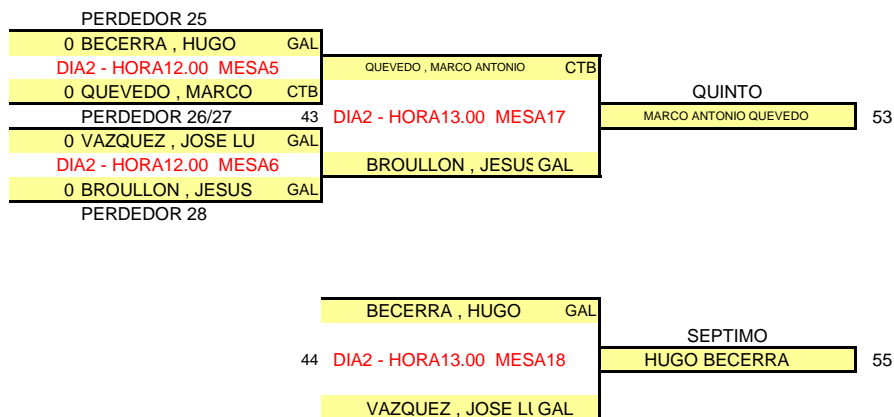 PERDEDOR 25
0 BECERRA , HUGO GAL
DIA2 - HORA12.00 MESA5
0 QUEVEDO , MARCO CTB
PERDEDOR 26/27
0 VAZQUEZ , JOSE LU GAL
DIA2 - HORA12.00 MESA6
0 BROULLON , JESUS GAL
PERDEDOR 28
QUEVEDO , MARCO ANTONIO CTB
43 DIA2 - HORA13.00 MESA17
BROULLON , JESUS GAL
QUINTO
MARCO ANTONIO QUEVEDO 53
BECERRA , HUGO GAL
44 DIA2 - HORA13.00 MESA18
VAZQUEZ , JOSE LU GAL
SEPTIMO
HUGO BECERRA 55